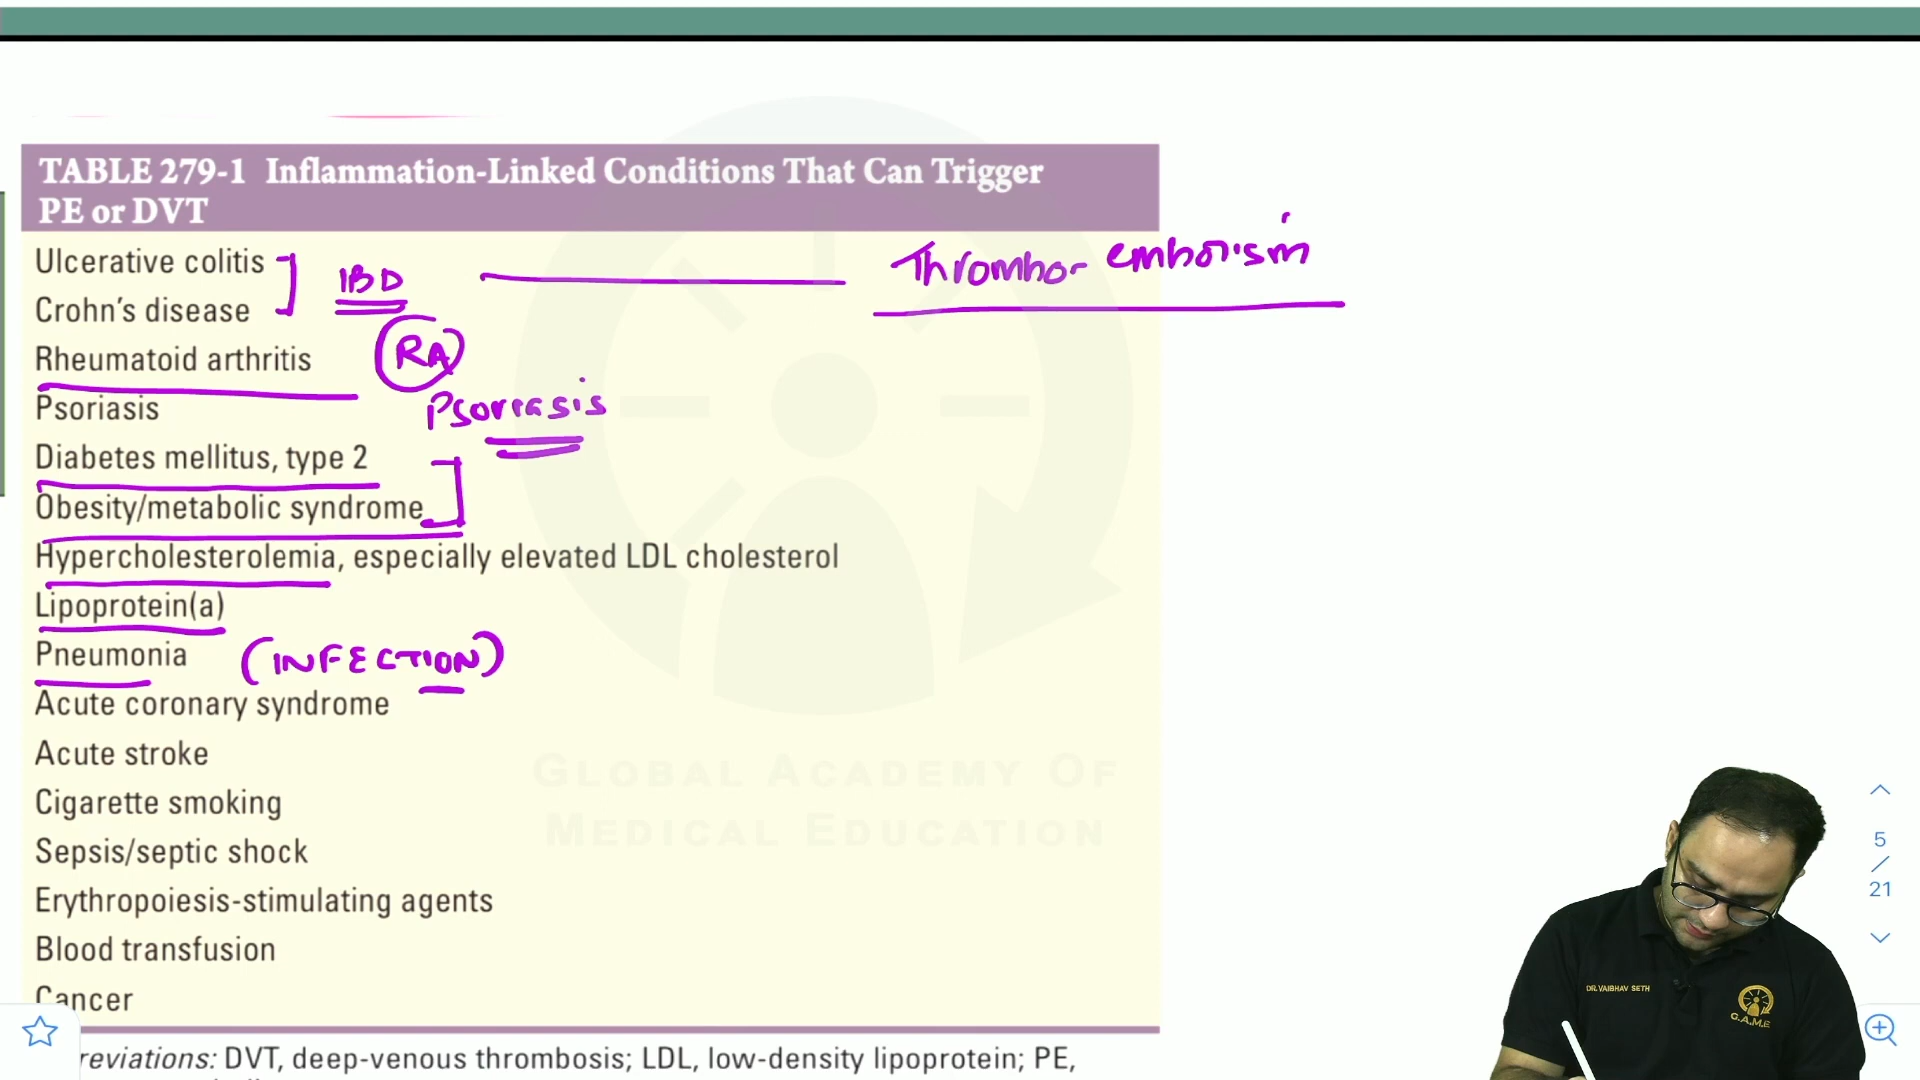 TABLE 279-1 Inflammation-Linked Conditions That Can Trigger
PE or DVT
Ulcerative colitis
Crohn's disease
IBD
Thrombo-embolism
Rheumatoid arthritis
RA
Psoriasis
Psoriasis
Diabetes mellitus, type 2
Obesity/metabolic syndrome
Hypercholesterolemia, especially elevated LDL cholesterol
Lipoprotein(a)
Pneumonia (INFECTION)
Acute coronary syndrome
Acute stroke
Cigarette smoking
Sepsis/septic shock
Erythropoiesis-stimulating agents
Blood transfusion
Cancer
reviations: DVT, deep-venous thrombosis; LDL, low-density lipoprotein; PE,
GLOBAL ACADEMY OF
MEDICAL EDUCATION
5
/
21
DR.VAIBHAV SETH
G.A.M.E